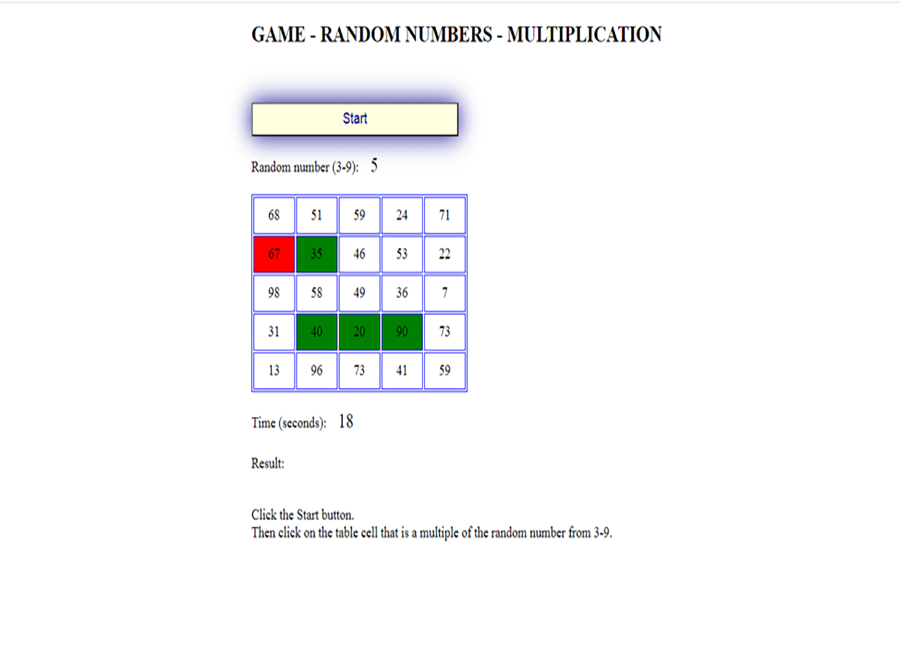 GAME - RANDOM NUMBERS - MULTIPLICATION
Start
Random number (3-9): 5
68 51 59 24 71
67 35 46 53 22
98 58 49 36 7
31 40 20 90 73
13 96 73 41 59
Time (seconds): 18
Result:
Click the Start button.
Then click on the table cell that is a multiple of the random number from 3-9.